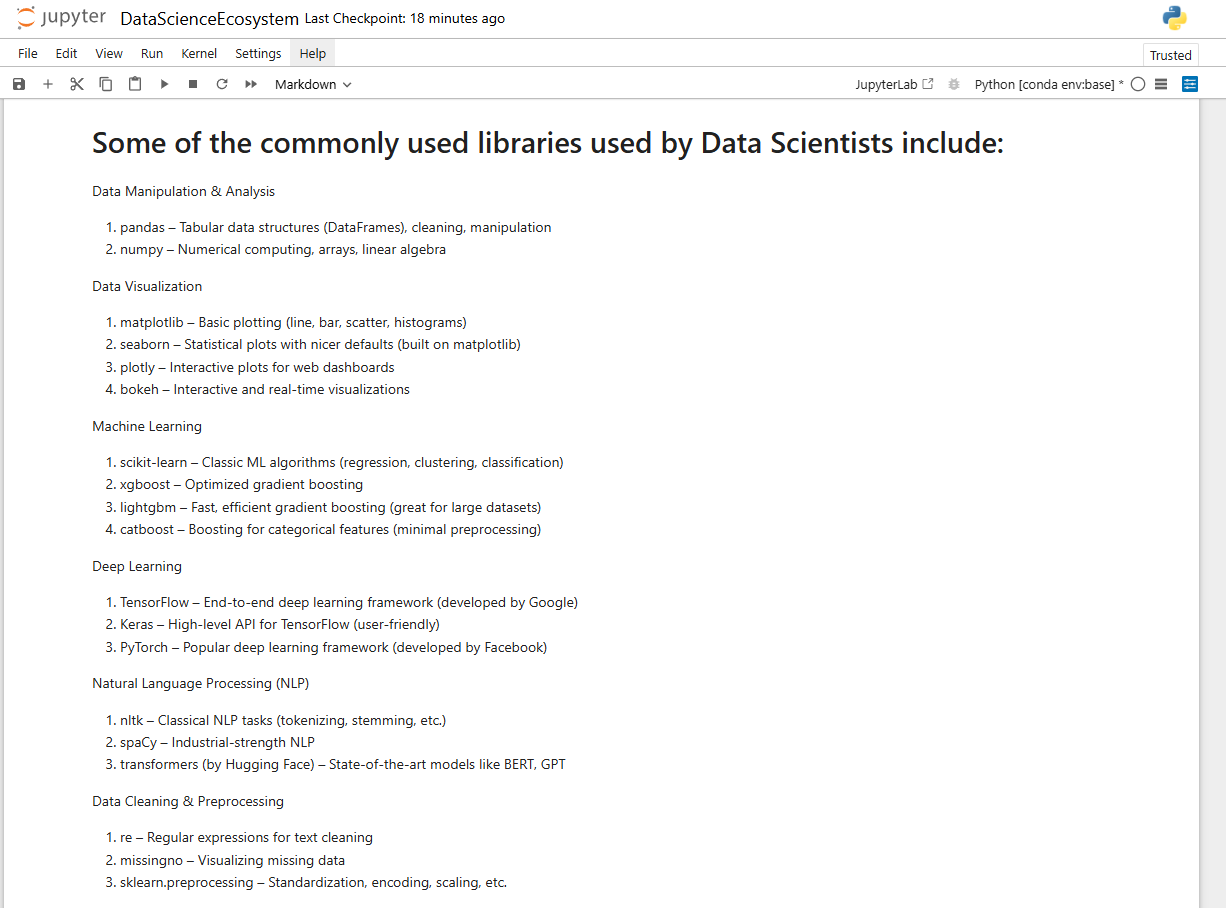 jupyter DataScienceEcosystem Last Checkpoint: 18 minutes ago
File Edit View Run Kernel Settings Help Trusted
Markdown JupyterLab Python [conda env:base] *
Some of the commonly used libraries used by Data Scientists include:
Data Manipulation & Analysis
1. pandas – Tabular data structures (DataFrames), cleaning, manipulation
2. numpy – Numerical computing, arrays, linear algebra
Data Visualization
1. matplotlib – Basic plotting (line, bar, scatter, histograms)
2. seaborn – Statistical plots with nicer defaults (built on matplotlib)
3. plotly – Interactive plots for web dashboards
4. bokeh – Interactive and real-time visualizations
Machine Learning
1. scikit-learn – Classic ML algorithms (regression, clustering, classification)
2. xgboost – Optimized gradient boosting
3. lightgbm – Fast, efficient gradient boosting (great for large datasets)
4. catboost – Boosting for categorical features (minimal preprocessing)
Deep Learning
1. TensorFlow – End-to-end deep learning framework (developed by Google)
2. Keras – High-level API for TensorFlow (user-friendly)
3. PyTorch – Popular deep learning framework (developed by Facebook)
Natural Language Processing (NLP)
1. nltk – Classical NLP tasks (tokenizing, stemming, etc.)
2. spaCy – Industrial-strength NLP
3. transformers (by Hugging Face) – State-of-the-art models like BERT, GPT
Data Cleaning & Preprocessing
1. re – Regular expressions for text cleaning
2. missingno – Visualizing missing data
3. sklearn.preprocessing – Standardization, encoding, scaling, etc.